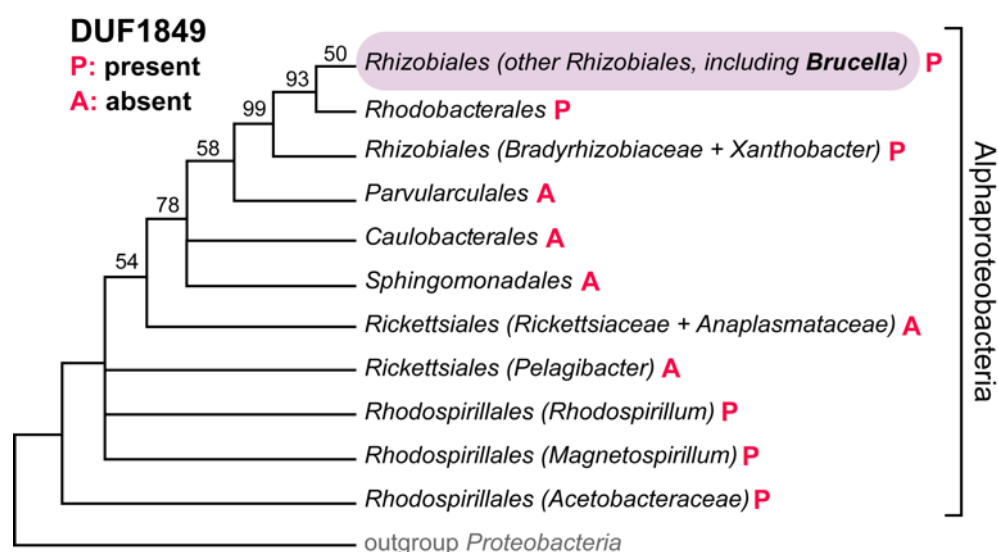 DUF1849
P: present
A: absent
50
Rhizobiales (other Rhizobiales, including Brucella) P
93
Rhodobacterales P
99
Rhizobiales (Bradyrhizobiaceae + Xanthobacter) P
58
Parvularculales A
78
Caulobacterales A
Sphingomonadales A
54
Rickettsiales (Rickettsiaceae + Anaplasmataceae) A
Rickettsiales (Pelagibacter) A
Rhodospirillales (Rhodospirillum) P
Rhodospirillales (Magnetospirillum) P
Rhodospirillales (Acetobacteraceae) P
outgroup Proteobacteria
Alphaproteobacteria